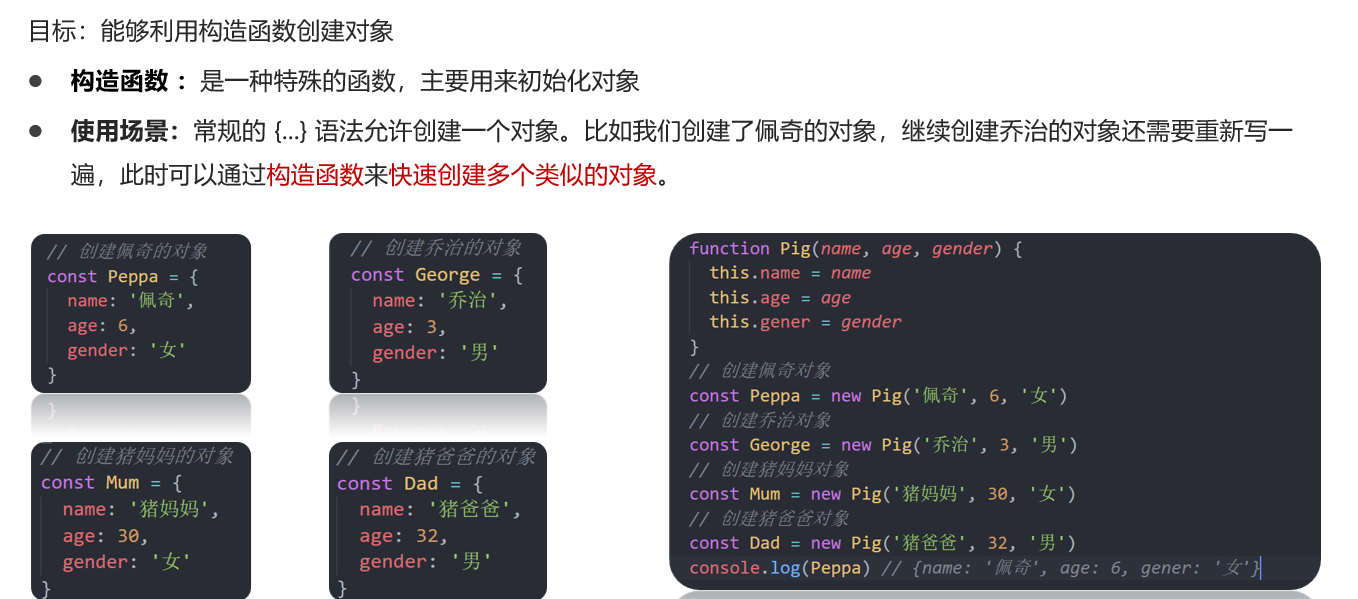 目标：能够利用构造函数创建对象
● 构造函数 ：是一种特殊的函数，主要用来初始化对象
● 使用场景：常规的 {...} 语法允许创建一个对象。比如我们创建了佩奇的对象，继续创建乔治的对象还需要重新写一
遍，此时可以通过构造函数来快速创建多个类似的对象。
// 创建佩奇的对象
const Peppa = {
  name: '佩奇',
  age: 6,
  gender: '女'
}
// 创建乔治的对象
const George = {
  name: '乔治',
  age: 3,
  gender: '男'
}
// 创建猪妈妈的对象
const Mum = {
  name: '猪妈妈',
  age: 30,
  gender: '女'
}
// 创建猪爸爸的对象
const Dad = {
  name: '猪爸爸',
  age: 32,
  gender: '男'
}
function Pig(name, age, gender) {
  this.name = name
  this.age = age
  this.gener = gender
}
// 创建佩奇对象
const Peppa = new Pig('佩奇', 6, '女')
// 创建乔治对象
const George = new Pig('乔治', 3, '男')
// 创建猪妈妈对象
const Mum = new Pig('猪妈妈', 30, '女')
// 创建猪爸爸对象
const Dad = new Pig('猪爸爸', 32, '男')
console.log(Peppa) // {name: '佩奇', age: 6, gener: '女'}